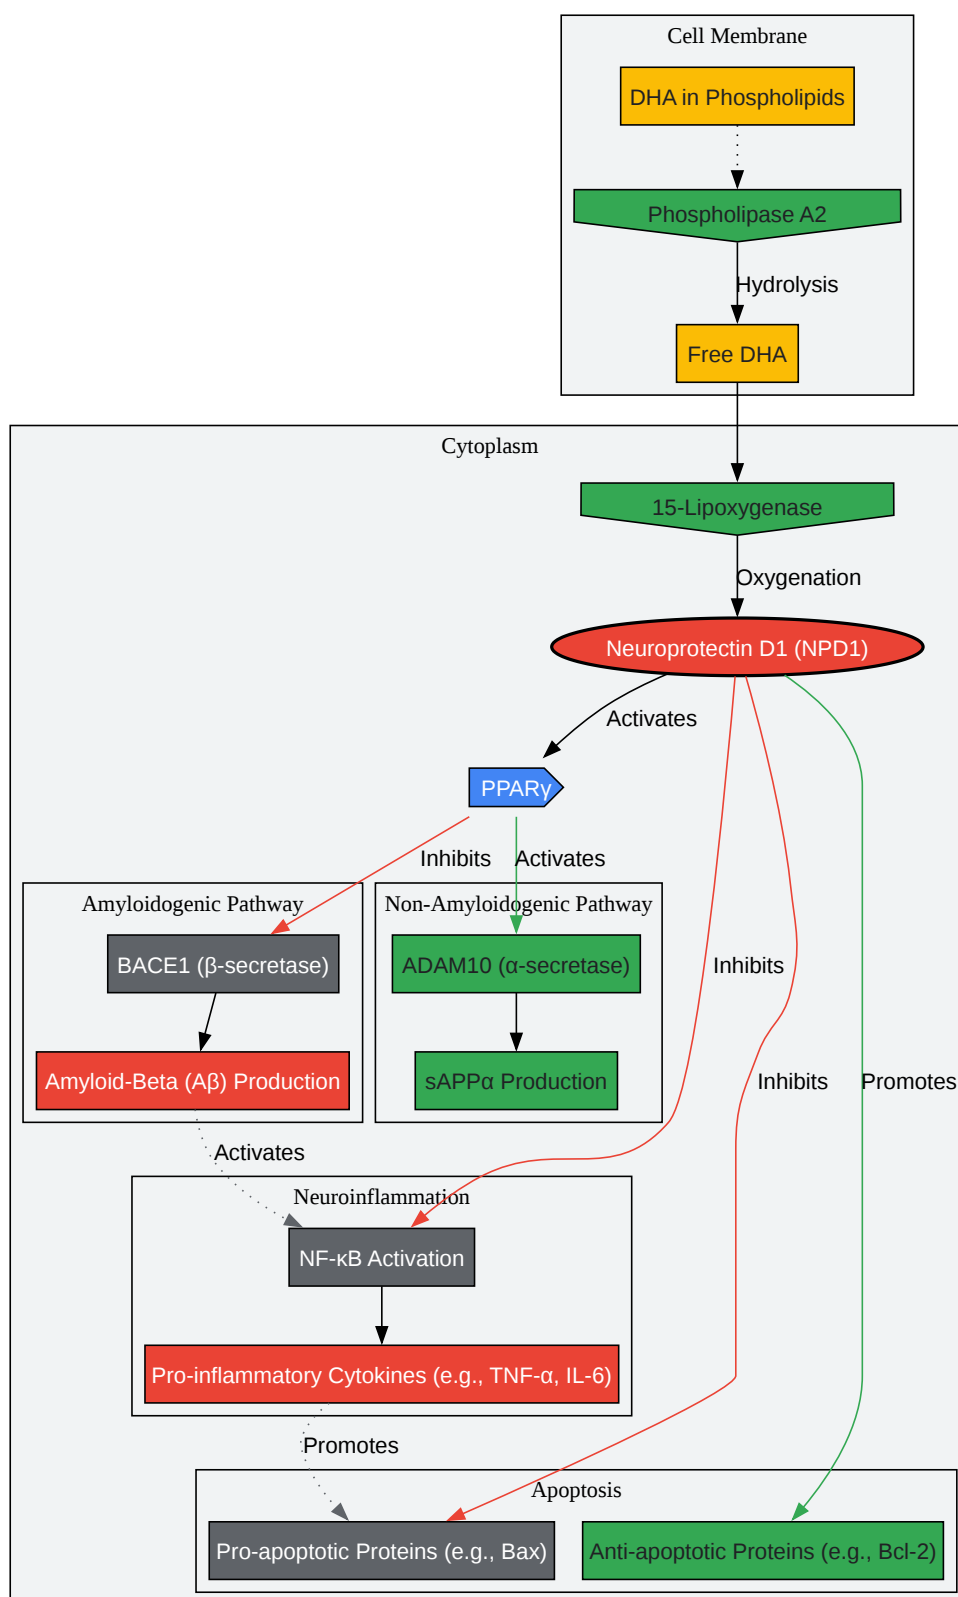 Cell Membrane
DHA in Phospholipids
Phospholipase A2
Hydrolysis
Free DHA
Cytoplasm
15-Lipoxygenase
Oxygenation
Neuroprotectin D1 (NPD1)
Activates
PPARγ
Inhibits
Activates
Amyloidogenic Pathway
Non-Amyloidogenic Pathway
BACE1 (β-secretase)
ADAM10 (α-secretase)
Inhibits
Amyloid-Beta (Aβ) Production
sAPPα Production
Inhibits
Promotes
Activates
Neuroinflammation
NF-κB Activation
Pro-inflammatory Cytokines (e.g., TNF-α, IL-6)
Promotes
Apoptosis
Pro-apoptotic Proteins (e.g., Bax)
Anti-apoptotic Proteins (e.g., Bcl-2)